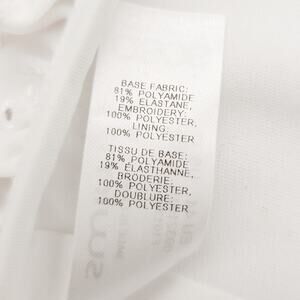 BASE FABRIC:
81% POLYAMIDE
19% ELASTANE,
EMBROIDERY:
100% POLYESTER,
LINING:
100% POLYESTER
TISSU DE BASE:
81% POLYAMIDE
19% ÉLASTHANNE,
BRODERIE:
100% POLYESTER,
DOUBLURE:
100% POLYESTER